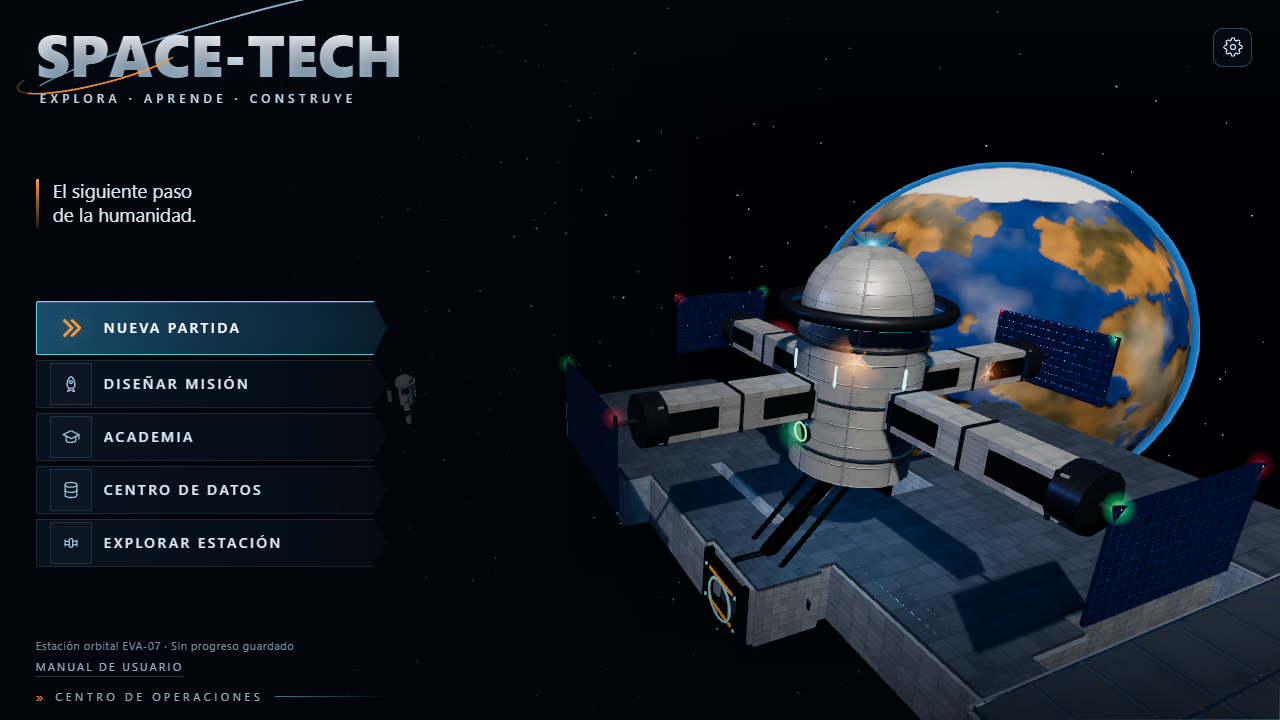 SPACE-TECH
EXPLORA · APRENDE · CONSTRUYE
El siguiente paso
de la humanidad.
NUEVA PARTIDA
DISEÑAR MISIÓN
ACADEMIA
CENTRO DE DATOS
EXPLORAR ESTACIÓN
Estación orbital EVA-07 · Sin progreso guardado
MANUAL DE USUARIO
» CENTRO DE OPERACIONES